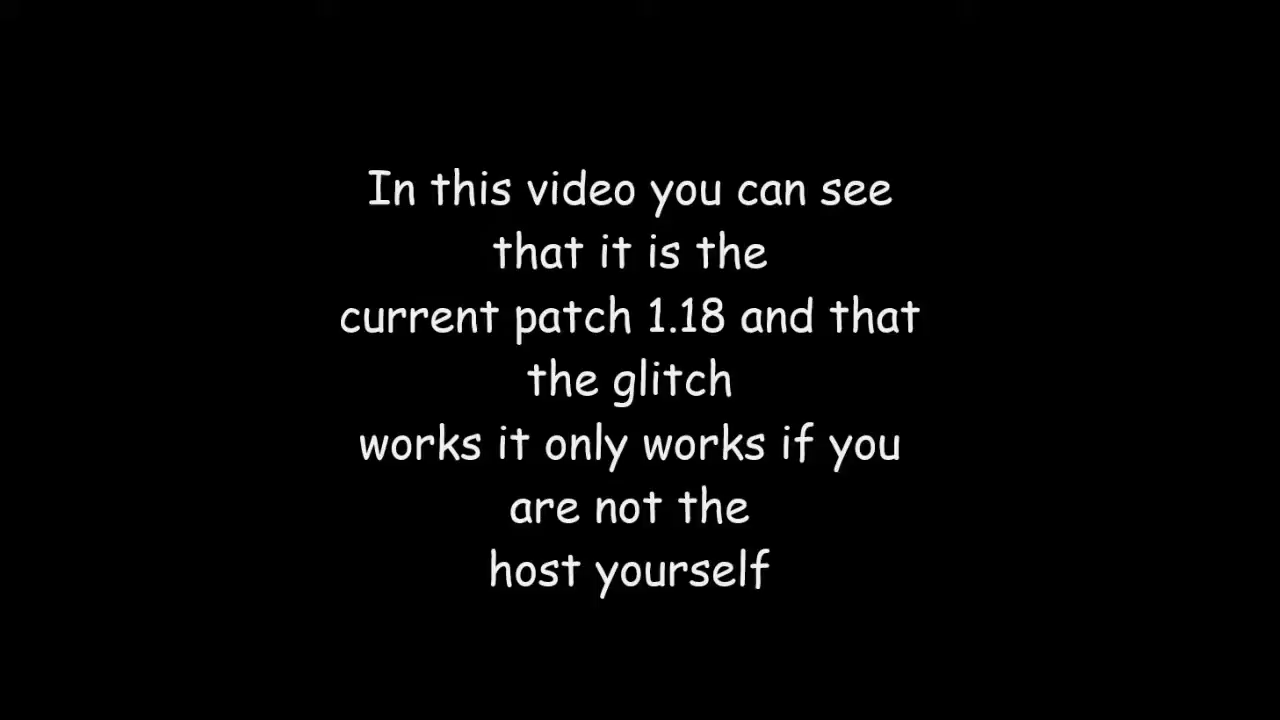 In this video you can see
that it is the
current patch 1.18 and that
the glitch
works it only works if you
are not the
host yourself